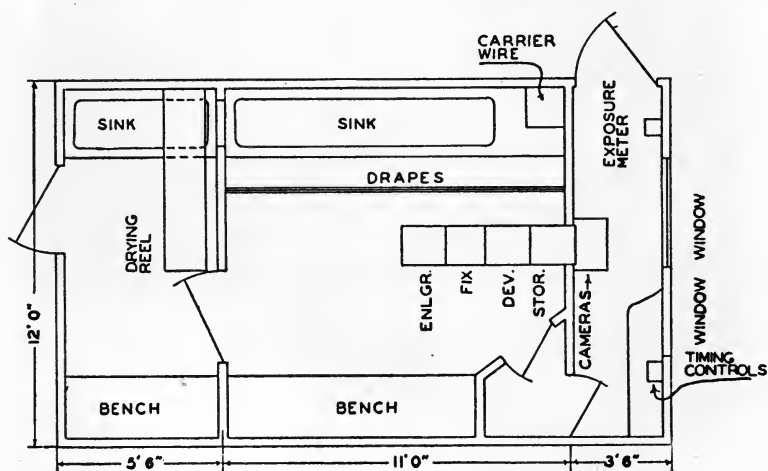 CARRIER
WIRE
SINK
SINK
EXPOSURE
METER
DRAPES
DRYING
REEL
WINDOW
WINDOW
ENLGR.
FIX
DEV.
STOR.
CAMERAS→
12'0"
TIMING
CONTROLS
BENCH
BENCH
5'6"
11'0"
3'6"